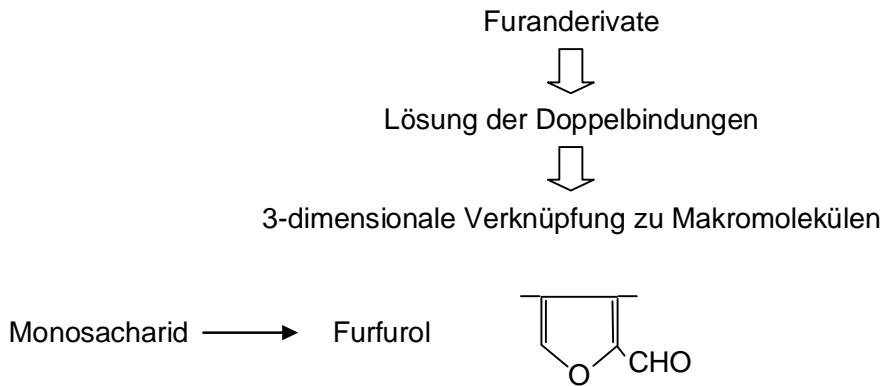 Furanderivate
Lösung der Doppelbindungen
3-dimensionale Verknüpfung zu Makromolekülen
Monosacharid Furfurol
CHO
O